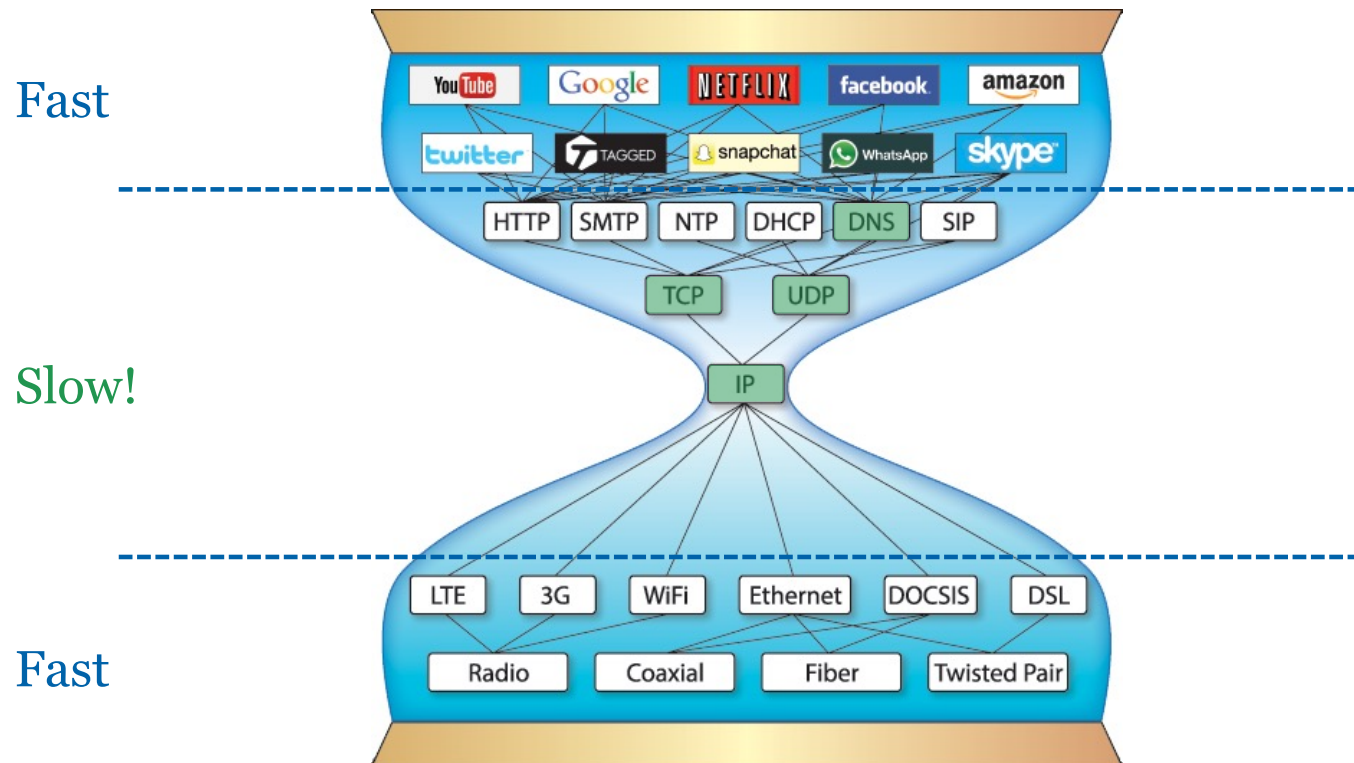 Fast
YouTube Google NETFLIX facebook amazon
twitter TAGGED snapchat WhatsApp skype
HTTP SMTP NTP DHCP DNS SIP
TCP UDP
Slow!
IP
LTE 3G WiFi Ethernet DOCSIS DSL
Fast
Radio Coaxial Fiber Twisted Pair